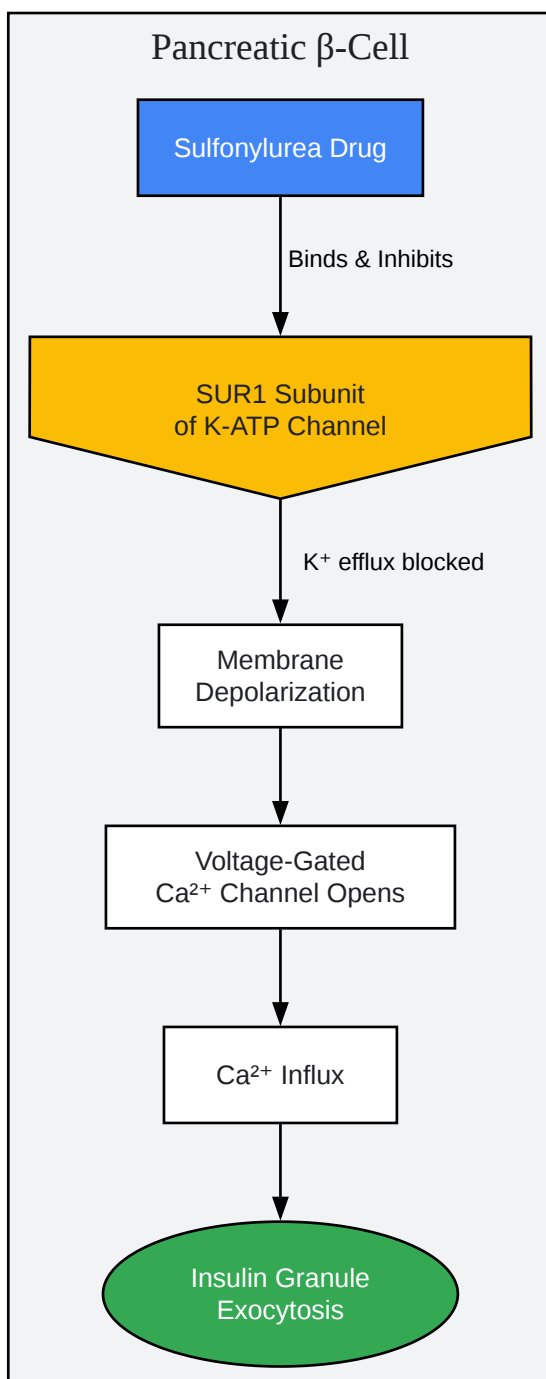 Pancreatic β-Cell
Sulfonylurea Drug
Binds & Inhibits
SUR1 Subunit
of K-ATP Channel
K⁺ efflux blocked
Membrane
Depolarization
Voltage-Gated
Ca²⁺ Channel Opens
Ca²⁺ Influx
Insulin Granule
Exocytosis